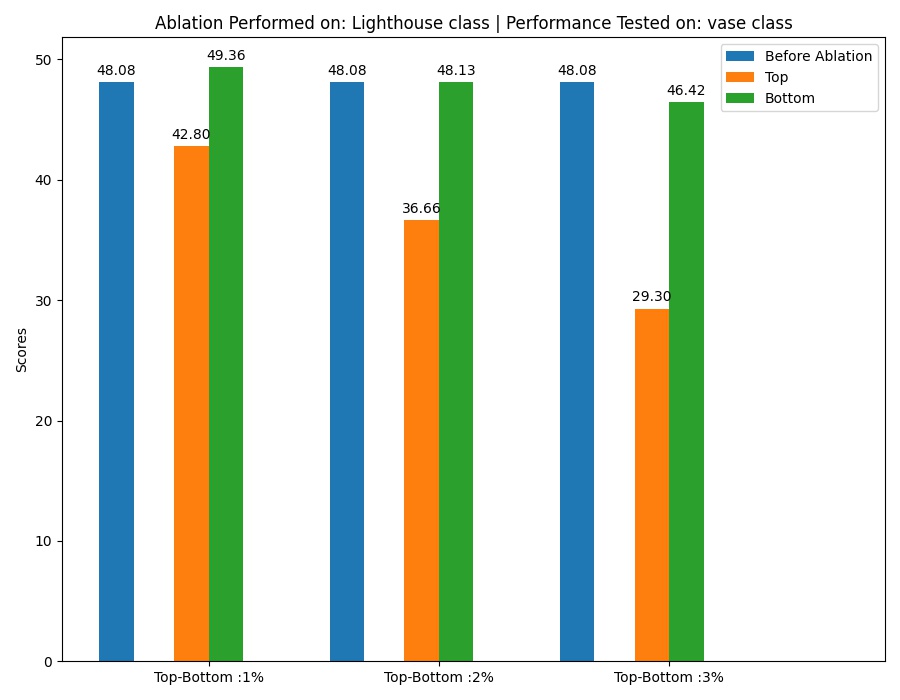 Ablation Performed on: Lighthouse class | Performance Tested on: vase class
Before Ablation
Top
Bottom
Scores
50
40
30
20
10
0
48.08
42.80
49.36
48.08
36.66
48.13
48.08
29.30
46.42
Top-Bottom :1%
Top-Bottom :2%
Top-Bottom :3%